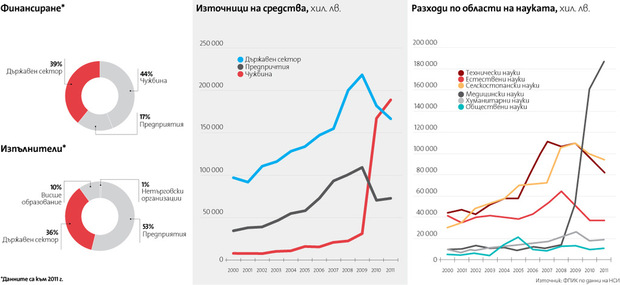 Финансиране*
39%
Държавен сектор
44%
Чужбина
17%
Предприятия
Изпълнители*
10%
Висше
образование
1%
Нетърговски
организации
36%
Държавен сектор
53%
Предприятия
*Данните са към 2011 г.
Източници на средства, хил. лв.
250 000
200 000
150 000
100 000
50 000
0
Държавен сектор
Предприятия
Чужбина
2000 2001 2002 2003 2004 2005 2006 2007 2008 2009 2010 2011
Разходи по области на науката, хил. лв.
200 000
180 000
160 000
140 000
120 000
100 000
80 000
60 000
40 000
20 000
0
Технически науки
Естествени науки
Селскостопански науки
Медицински науки
Хуманитарни науки
Обществени науки
2000 2001 2002 2003 2004 2005 2006 2007 2008 2009 2010 2011
Източник: ФПИК по данни на НСИ